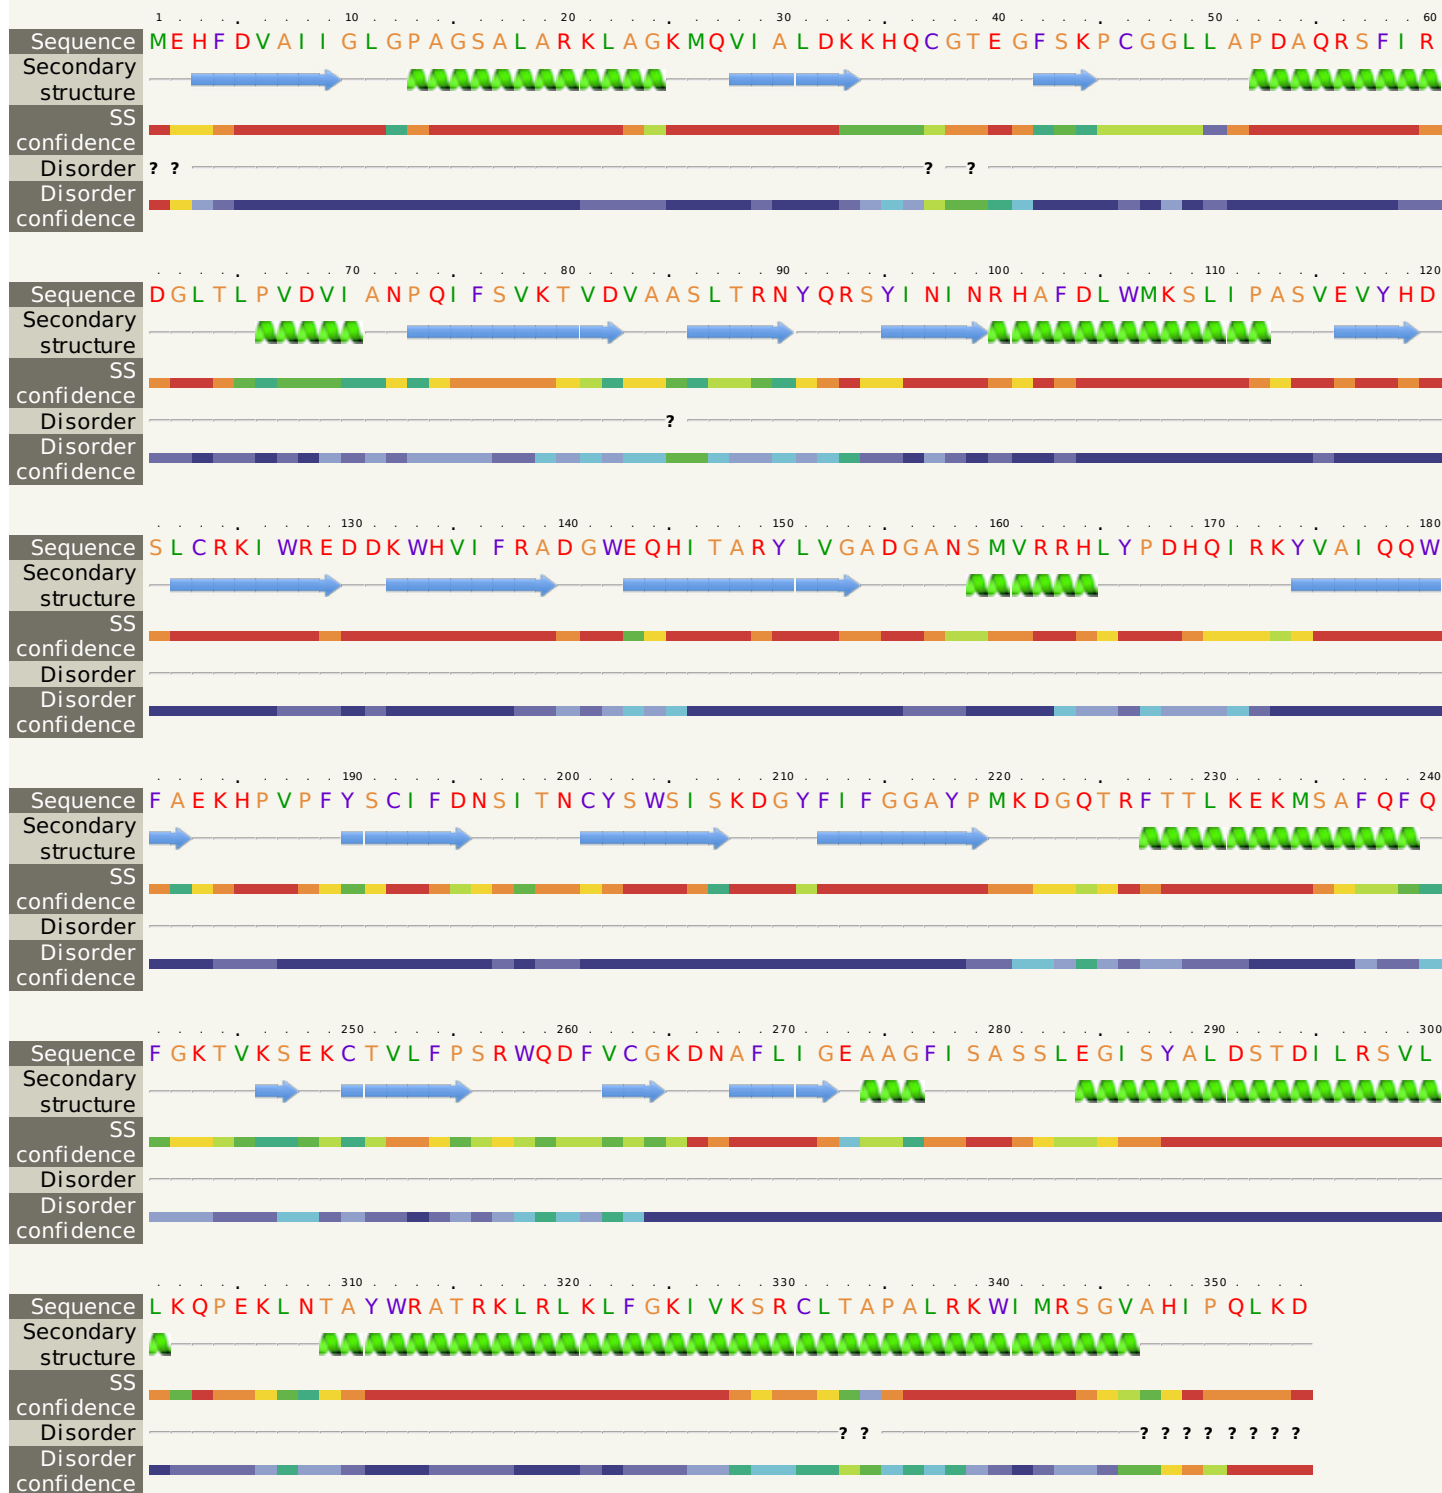 1 10 20 30 40 50 60
Sequence MEHFDVAIIGLGPAGSALARKLAGKMQVIALDKKHQCGTEGFSKPCGGLLAPDAQRSFIR
Secondary
structure
SS
confidence
Disorder ? ? ? ?
Disorder
confidence
70 80 90 100 110 120
Sequence DGLTLPVDVIANPQIFSVKTVDVAASLTRNYQRSYININRHAFDLWMKSLIPASVEVYHD
Secondary
structure
SS
confidence
Disorder ?
Disorder
confidence
130 140 150 160 170 180
Sequence SLCRKIWREDDKWHVIFRADGWEQHITARYLVGADGANSMVRRHLYPDHQIRKYVAIQQW
Secondary
structure
SS
confidence
Disorder
Disorder
confidence
190 200 210 220 230 240
Sequence FAEKHPVPFYSCIFDNSITNCYSWSISKDGYFIFGGAYPMKDGQTRFTTLKEKMSAFQFQ
Secondary
structure
SS
confidence
Disorder
Disorder
confidence
250 260 270 280 290 300
Sequence FGKTVKSEKCTVLFPSRWQDFVCGKDNAFLIGEAAGFISASSLEGISYALDSTDILRSVL
Secondary
structure
SS
confidence
Disorder
Disorder
confidence
310 320 330 340 350
Sequence LKQPEKLNTAYWRATRKLRLKLFGKIVKSRCLTAPALRKWIMRSGVAHIPQLKD
Secondary
structure
SS
confidence
Disorder ? ? ? ? ? ? ? ? ? ?
Disorder
confidence